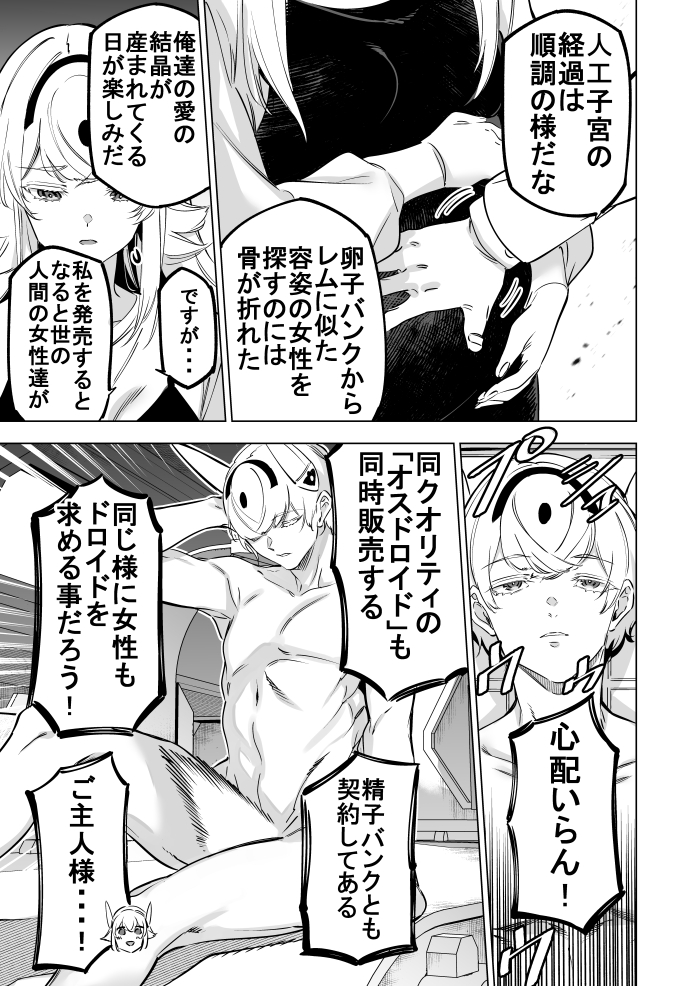 人工子宮の
経過は
順調の様だな
卵子バンクから
レムに似た
容姿の女性を
探すのには
骨が折れた
俺達の愛の
結晶が
産まれてくる
日が楽しみだ
ですが・・・
私を発売すると
なると世の
人間の女性達が
プシュー
ウウウ
心配いらん！
同クオリティの
「オスドロイド」も
同時販売する
精子バンクとも
契約してある
同じ様に女性も
ドロイドを
求める事だろう！
ご主人様・・・！